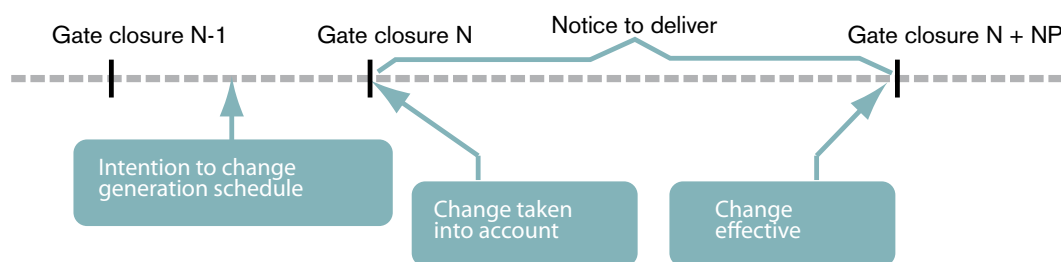 Notice to deliver
Gate closure N-1
Gate closure N
Gate closure N + NP
Intention to change
generation schedule
Change taken
into account
Change
effective